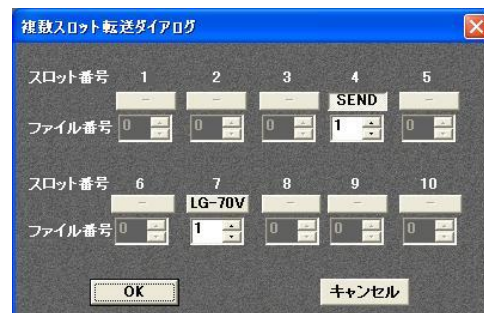 複数スロット転送ダイアログ
スロット番号 1 2 3 4 5
- - - SEND -
ファイル番号 0 0 0 1 0
スロット番号 6 7 8 9 10
- LG-70V - - -
ファイル番号 0 1 0 0 0
OK キャンセル